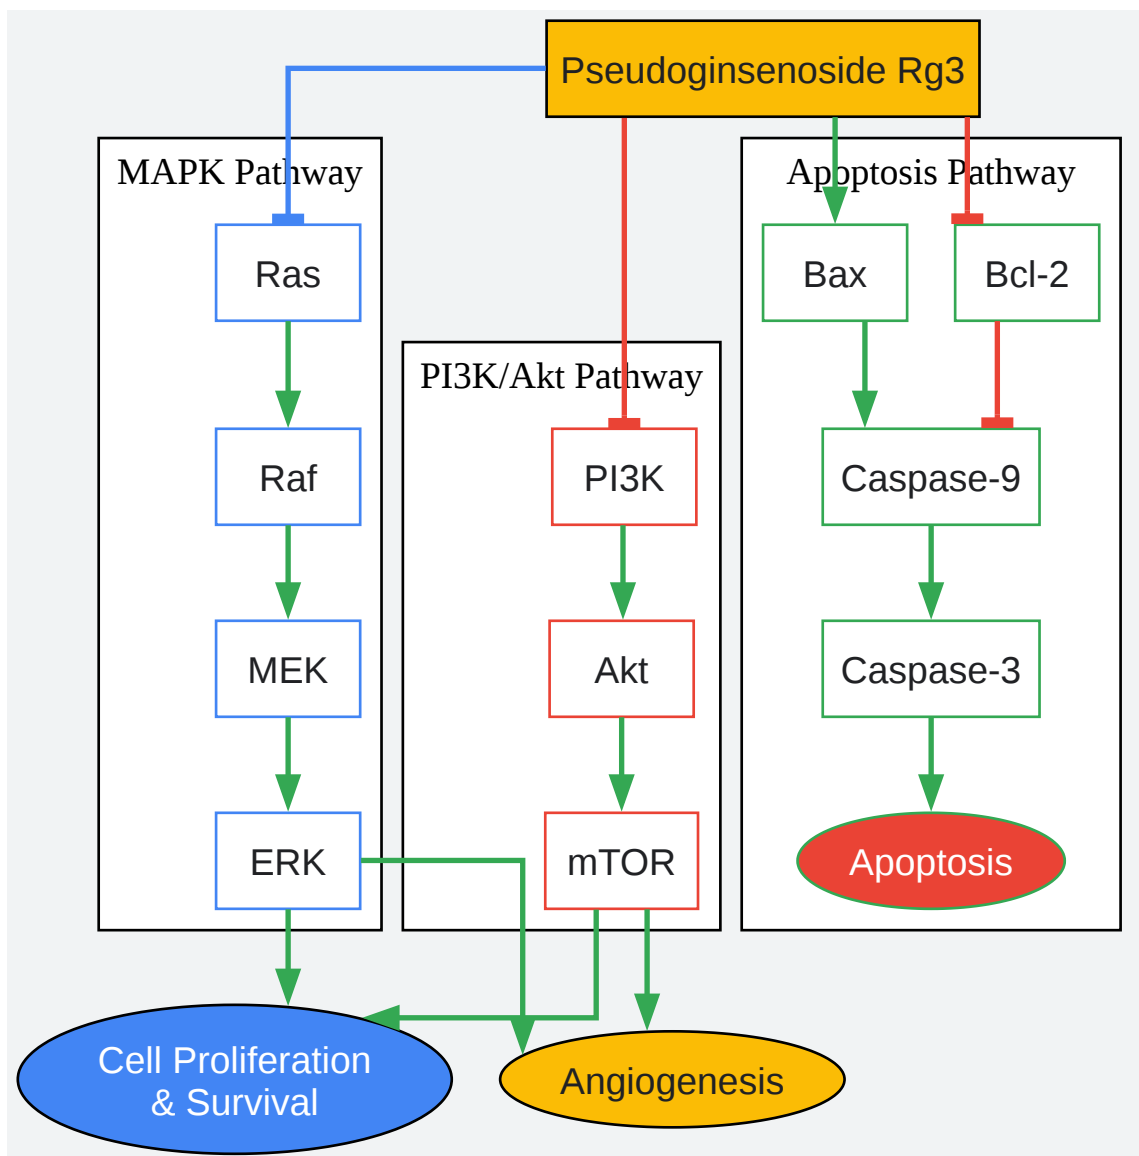 Pseudoginsenoside Rg3
MAPK Pathway
Ras
Raf
MEK
ERK
PI3K/Akt Pathway
PI3K
Akt
mTOR
Apoptosis Pathway
Bax
Bcl-2
Caspase-9
Caspase-3
Apoptosis
Cell Proliferation
& Survival
Angiogenesis